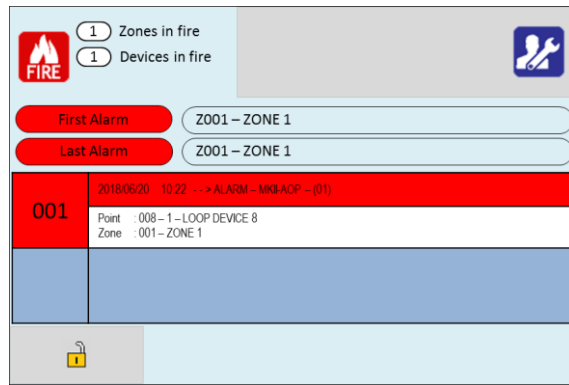 1 Zones in fire
1 Devices in fire
FIRE
First Alarm Z001 – ZONE 1
Last Alarm Z001 – ZONE 1
2018/06/20 10:22 - - > ALARM – MKII-AOP – (01)
001
Point : 008 – 1 – LOOP DEVICE 8
Zone : 001 – ZONE 1